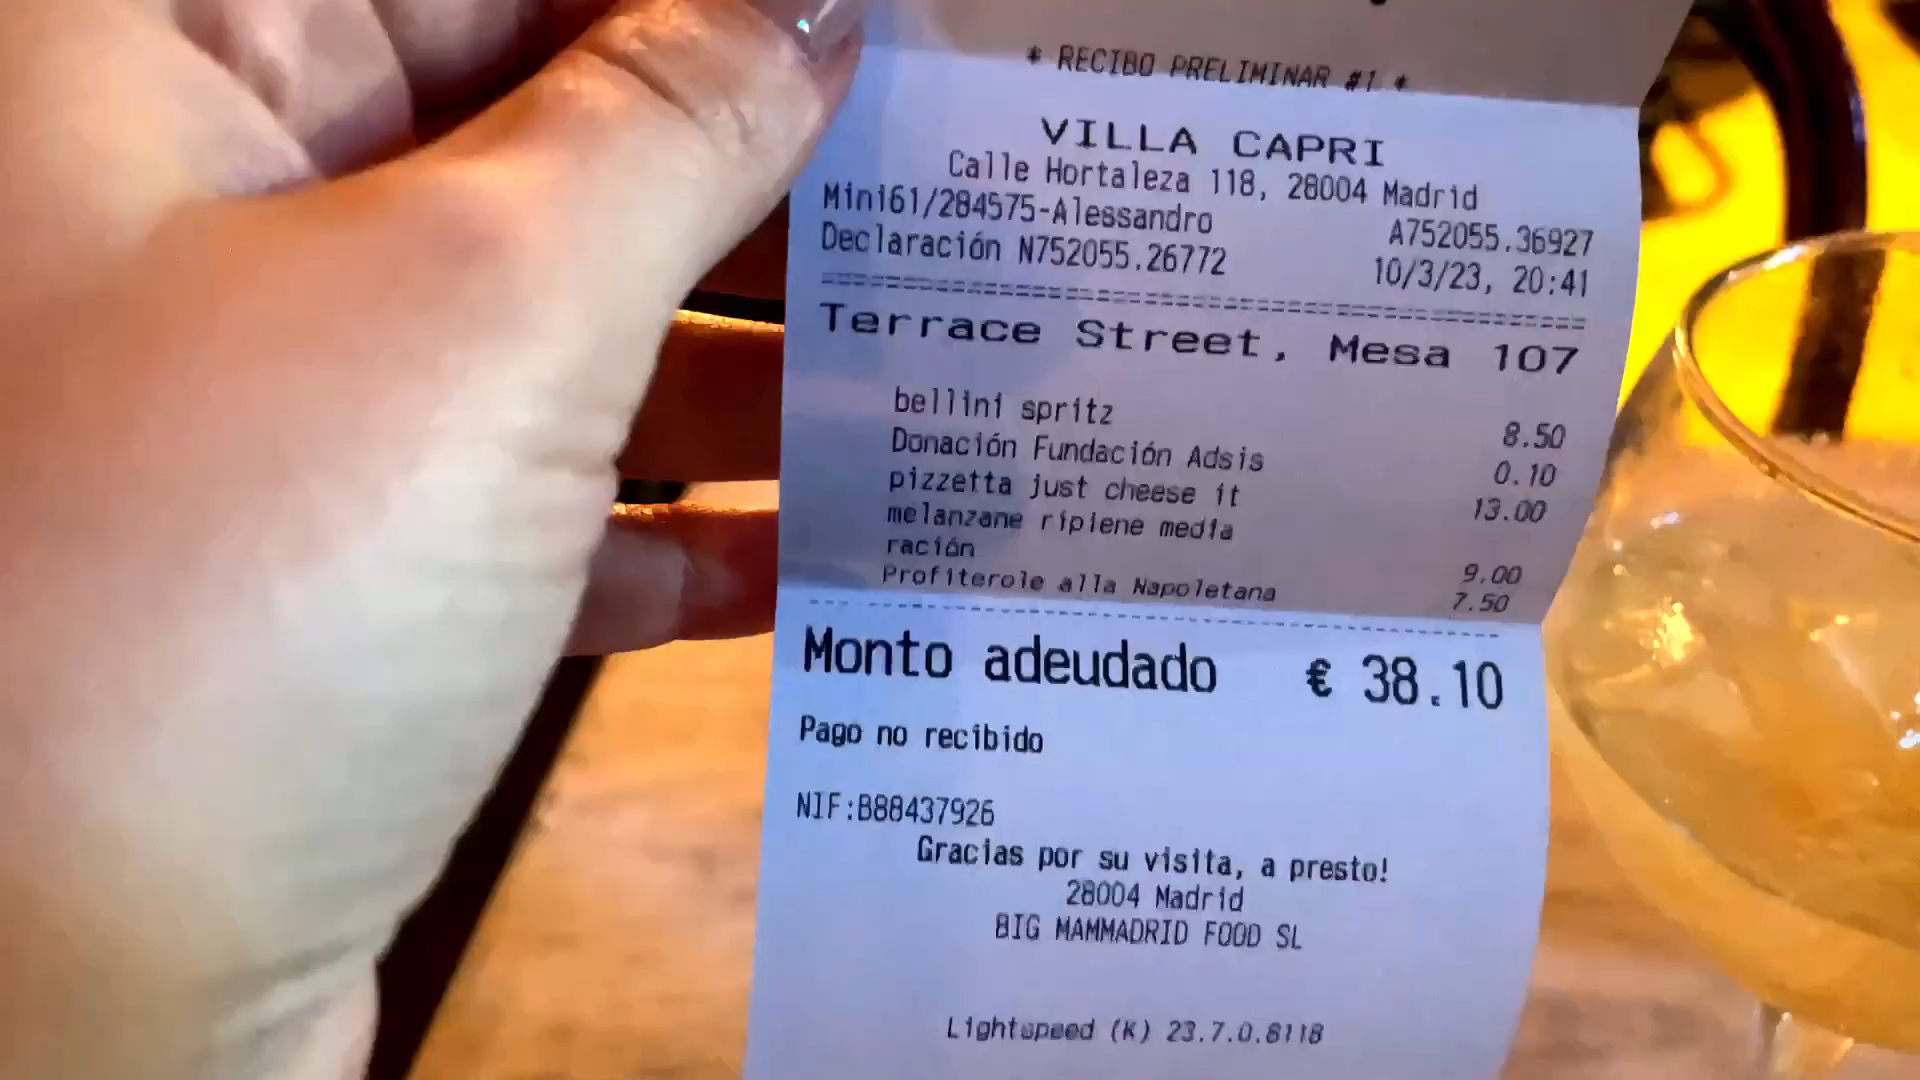 * RECIBO PRELIMINAR #1 *
VILLA CAPRI
Calle Hortaleza 118, 28004 Madrid
Mini61/284575-Alessandro A752055.36927
Declaración N752055.26772 10/3/23, 20:41
Terrace Street, Mesa 107
bellini spritz 8.50
Donación Fundación Adsis 0.10
pizzetta just cheese it 13.00
melanzane ripiene media
ración 9.00
Profiterole alla Napoletana 7.50
Monto adeudado € 38.10
Pago no recibido
NIF:B88437926
Gracias por su visita, a presto!
28004 Madrid
BIG MAMMADRID FOOD SL
Lightspeed (K) 23.7.0.8118